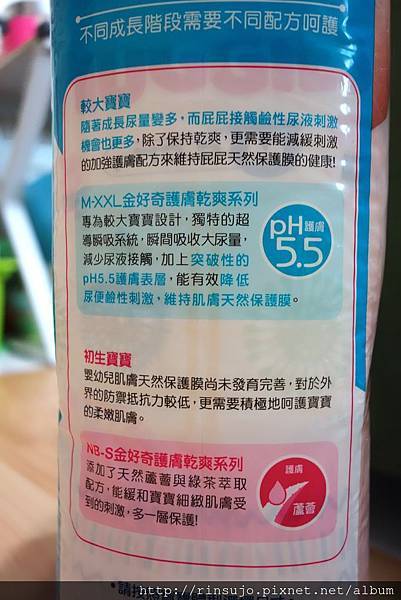 不同成長階段需要不同配方呵護
較大寶寶
隨著成長尿量變多，而屁屁接觸鹼性尿液刺激
機會也更多，除了保持乾爽，更需要能減緩刺激
的加強護膚配方來維持屁屁天然保護膜的健康!
M-XXL金好奇護膚乾爽系列
專為較大寶寶設計，獨特的超
導瞬吸系統，瞬間吸收大尿量，
減少尿液接觸，加上突破性的
pH5.5護膚表層，能有效降低
尿便鹼性刺激，維持肌膚天然保護膜。
pH護膚
5.5
初生寶寶
嬰幼兒肌膚天然保護膜尚未發育完善，對於外
界的防禦抵抗力較低，更需要積極地呵護寶寶
的柔嫩肌膚。
NB-S金好奇護膚乾爽系列
添加了天然蘆薈與綠茶萃取
配方，能緩和寶寶細緻肌膚受
到的刺激，多一層保護!
護膚
蘆薈
http://rinsujo.pixnet.net/album